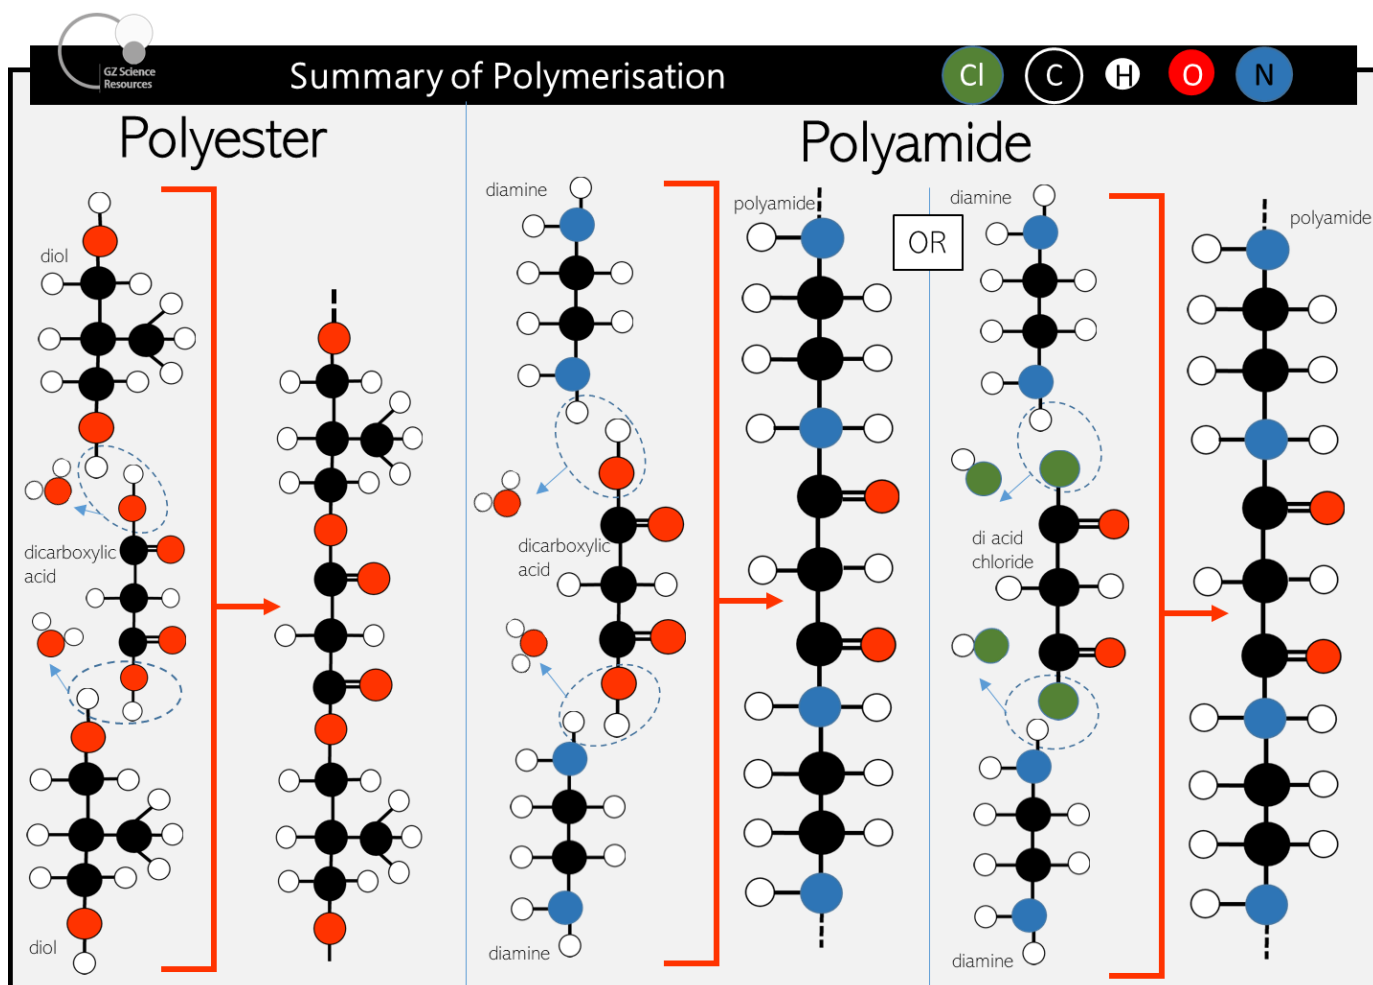 GZ Science
Resources
Summary of Polymerisation
Cl
C
H
O
N
Polyester
Polyamide
diol
dicarboxylic
acid
diol
diamine
dicarboxylic
acid
diamine
polyamide
OR
diamine
di acid
chloride
diamine
polyamide